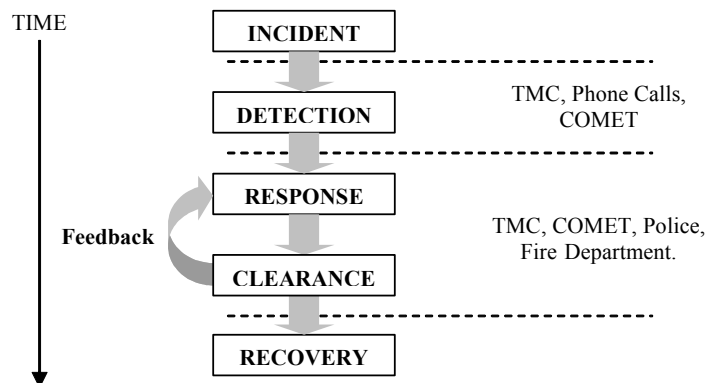 TIME
INCIDENT
TMC, Phone Calls,
COMET
DETECTION
RESPONSE
Feedback
TMC, COMET, Police,
Fire Department.
CLEARANCE
RECOVERY